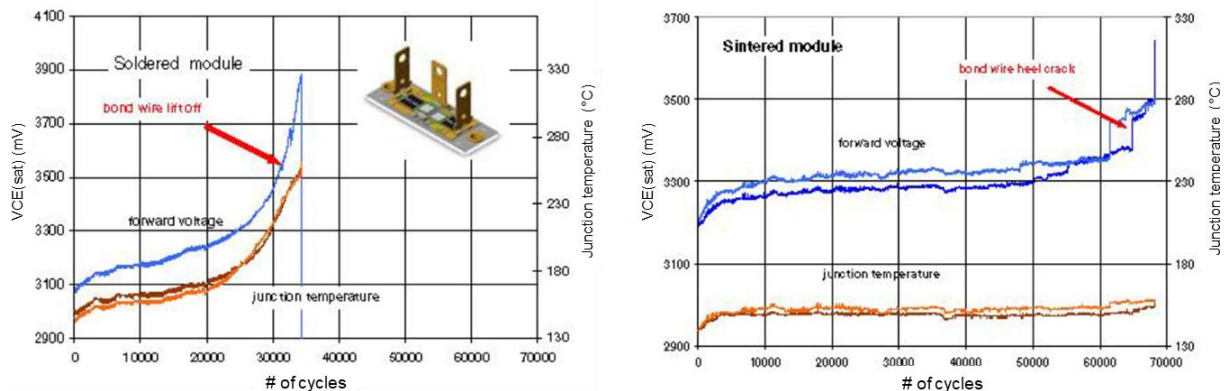 4100
3900
3700
3500
3300
3100
2900
VCE(sat) (mV)
Soldered module
bond wire lift off
forward voltage
junction temperature
330
280
230
180
130
Junction temperature (°C)
0
10000
20000
30000
40000
50000
60000
70000
# of cycles
3700
3500
3300
3100
2900
VCE(sat) (mV)
Sintered module
bond wire heel crack
forward voltage
junction temperature
330
280
230
180
130
Junction temperature (°C)
0
10000
20000
30000
40000
50000
60000
70000
# of cycles